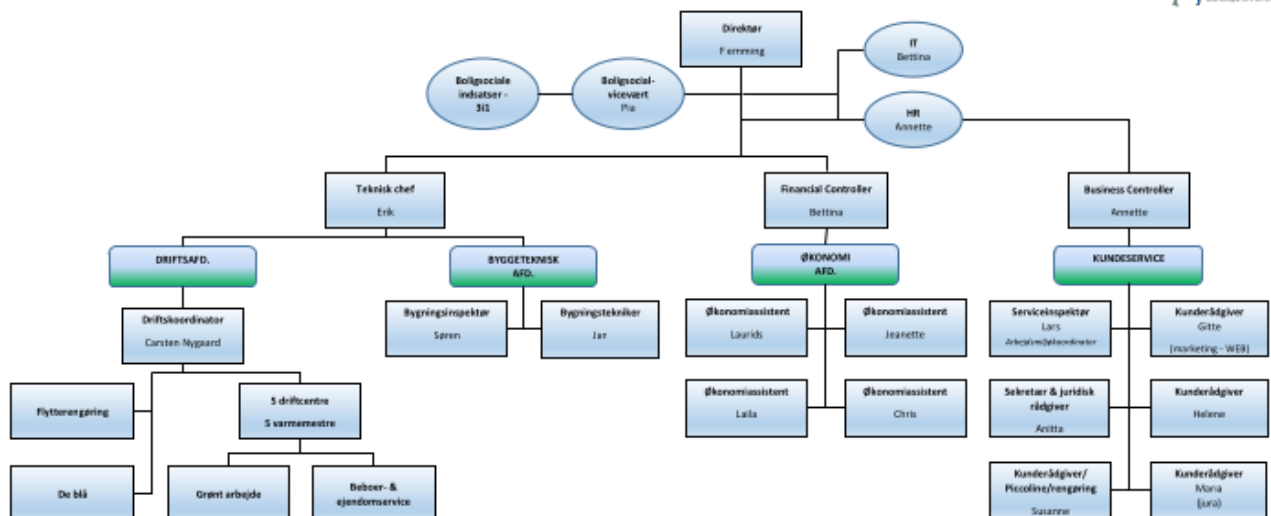 Direktør
Flemming
IT
Bettina
Boligsociale
indsatser -
3i1
Boligsocial-
vicevært
Pia
HR
Annette
Teknisk chef
Erik
Financial Controller
Bettina
Business Controller
Annette
DRIFTSAFD.
BYGGETEKNISK
AFD.
ØKONOMI
AFD.
KUNDESERVICE
Driftskoordinator
Carsten Nygaard
Bygningsinspektør
Søren
Bygningstekniker
Jan
Økonomiassistent
Laurids
Økonomiassistent
Jeanette
Serviceinspektør
Lars
Arbejdsmiljøkoordinator
Kunderådgiver
Gitte
(marketing - WEB)
Flytterengøring
5 driftcentre
5 varmemestre
Økonomiassistent
Laila
Økonomiassistent
Chris
Sekretær & juridisk
rådgiver
Anitta
Kunderådgiver
Helene
De blå
Grønt arbejde
Beboer- &
ejendomservice
Kunderådgiver/
Piccoline/rengøring
Susanne
Kunderådgiver
Maria
(jura)